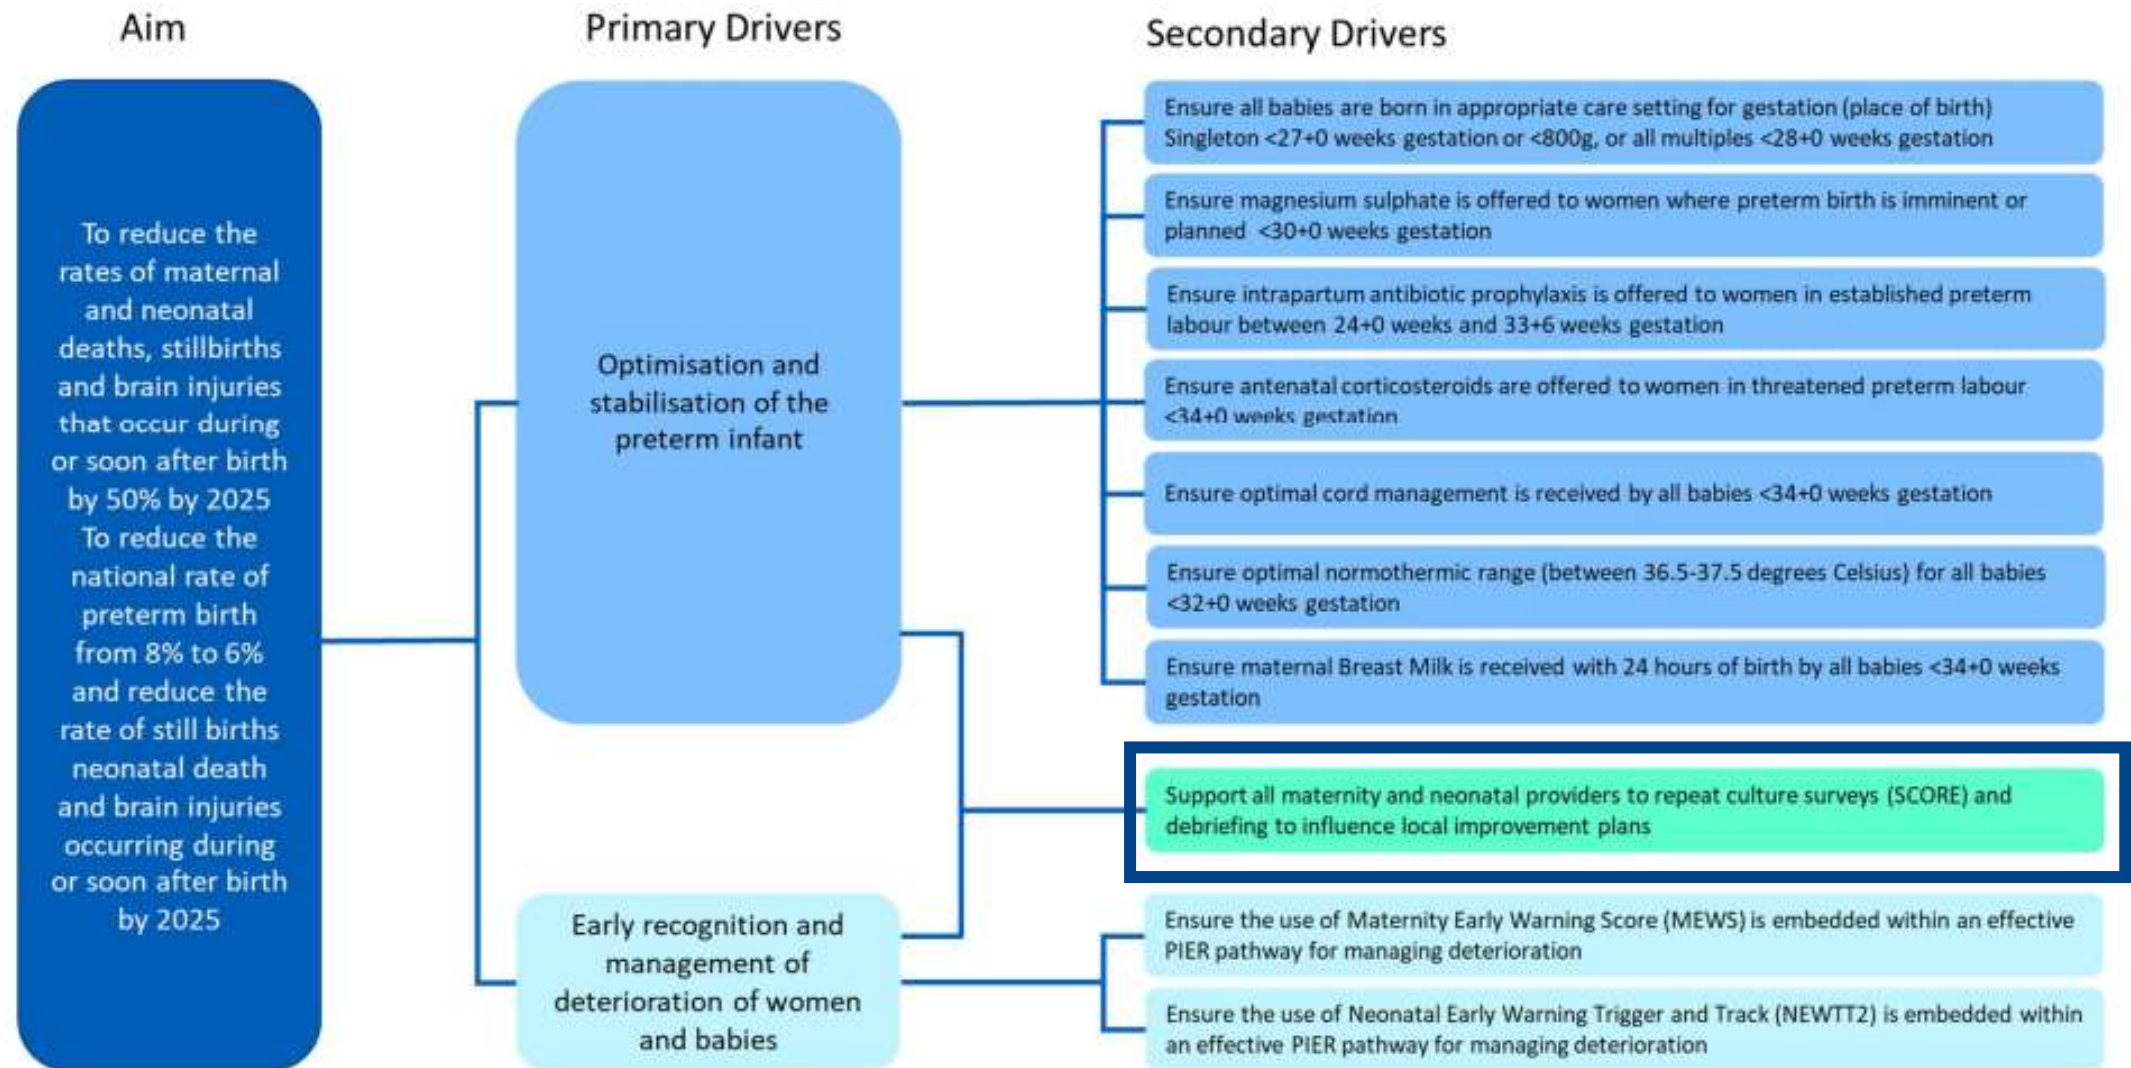 Aim
Primary Drivers
Secondary Drivers
To reduce the
rates of maternal
and neonatal
deaths, stillbirths
and brain injuries
that occur during
or soon after birth
by 50% by 2025
To reduce the
national rate of
preterm birth
from 8% to 6%
and reduce the
rate of still births
neonatal death
and brain injuries
occurring during
or soon after birth
by 2025
Optimisation and
stabilisation of the
preterm infant
Early recognition and
management of
deterioration of women
and babies
Ensure all babies are born in appropriate care setting for gestation (place of birth)
Singleton <27+0 weeks gestation or <800g, or all multiples <28+0 weeks gestation
Ensure magnesium sulphate is offered to women where preterm birth is imminent or
planned <30+0 weeks gestation
Ensure intrapartum antibiotic prophylaxis is offered to women in established preterm
labour between 24+0 weeks and 33+6 weeks gestation
Ensure antenatal corticosteroids are offered to women in threatened preterm labour
<34+0 weeks gestation
Ensure optimal cord management is received by all babies <34+0 weeks gestation
Ensure optimal normothermic range (between 36.5-37.5 degrees Celsius) for all babies
<32+0 weeks gestation
Ensure maternal Breast Milk is received with 24 hours of birth by all babies <34+0 weeks
gestation
Support all maternity and neonatal providers to repeat culture surveys (SCORE) and
debriefing to influence local improvement plans
Ensure the use of Maternity Early Warning Score (MEWS) is embedded within an effective
PIER pathway for managing deterioration
Ensure the use of Neonatal Early Warning Trigger and Track (NEWTT2) is embedded within
an effective PIER pathway for managing deterioration